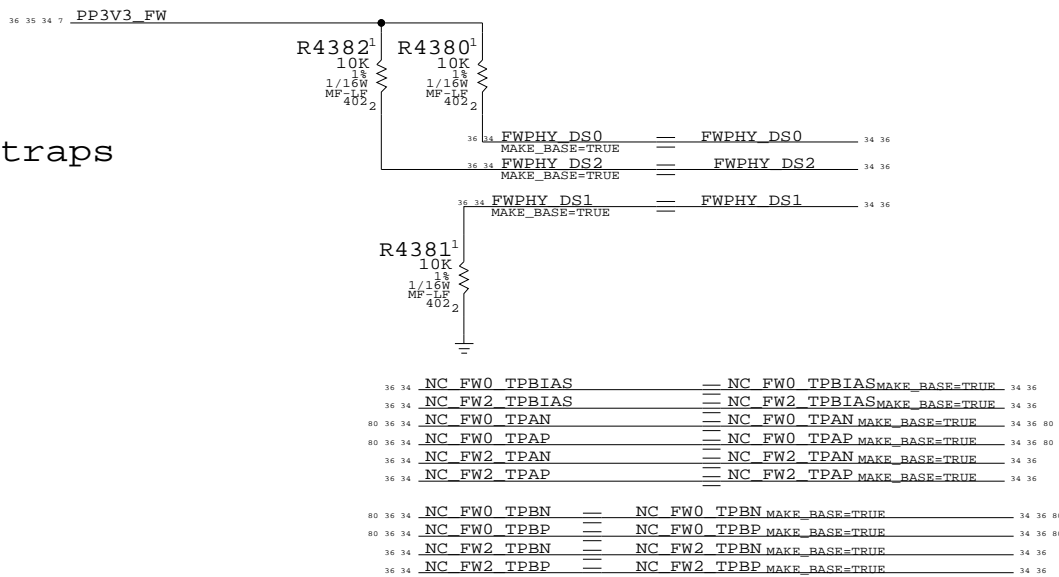 36 35 34 7 PP3V3_FW
R4382 1 R4380 1
10K 10K
1% 1%
1/16W 1/16W
MF-LF MF-LF
402 2 402 2
traps
36 34 FWPHY_DS0 FWPHY_DS0 34 36
MAKE_BASE=TRUE
36 34 FWPHY_DS2 FWPHY_DS2 34 36
MAKE_BASE=TRUE
36 34 FWPHY_DS1 FWPHY_DS1 34 36
MAKE_BASE=TRUE
R4381 1
10K
1%
1/16W
MF-LF
402 2
36 34 NC_FW0_TPBIAS NC_FW0_TPBIAS MAKE_BASE=TRUE 34 36
36 34 NC_FW2_TPBIAS NC_FW2_TPBIAS MAKE_BASE=TRUE 34 36
80 36 34 NC_FW0_TPAN NC_FW0_TPAN MAKE_BASE=TRUE 34 36 80
80 36 34 NC_FW0_TPAP NC_FW0_TPAP MAKE_BASE=TRUE 34 36 80
36 34 NC_FW2_TPAN NC_FW2_TPAN MAKE_BASE=TRUE 34 36
36 34 NC_FW2_TPAP NC_FW2_TPAP MAKE_BASE=TRUE 34 36
80 36 34 NC_FW0_TPBN NC_FW0_TPBN MAKE_BASE=TRUE 34 36 80
80 36 34 NC_FW0_TPBP NC_FW0_TPBP MAKE_BASE=TRUE 34 36 80
36 34 NC_FW2_TPBN NC_FW2_TPBN MAKE_BASE=TRUE 34 36
36 34 NC_FW2_TPBP NC_FW2_TPBP MAKE_BASE=TRUE 34 36